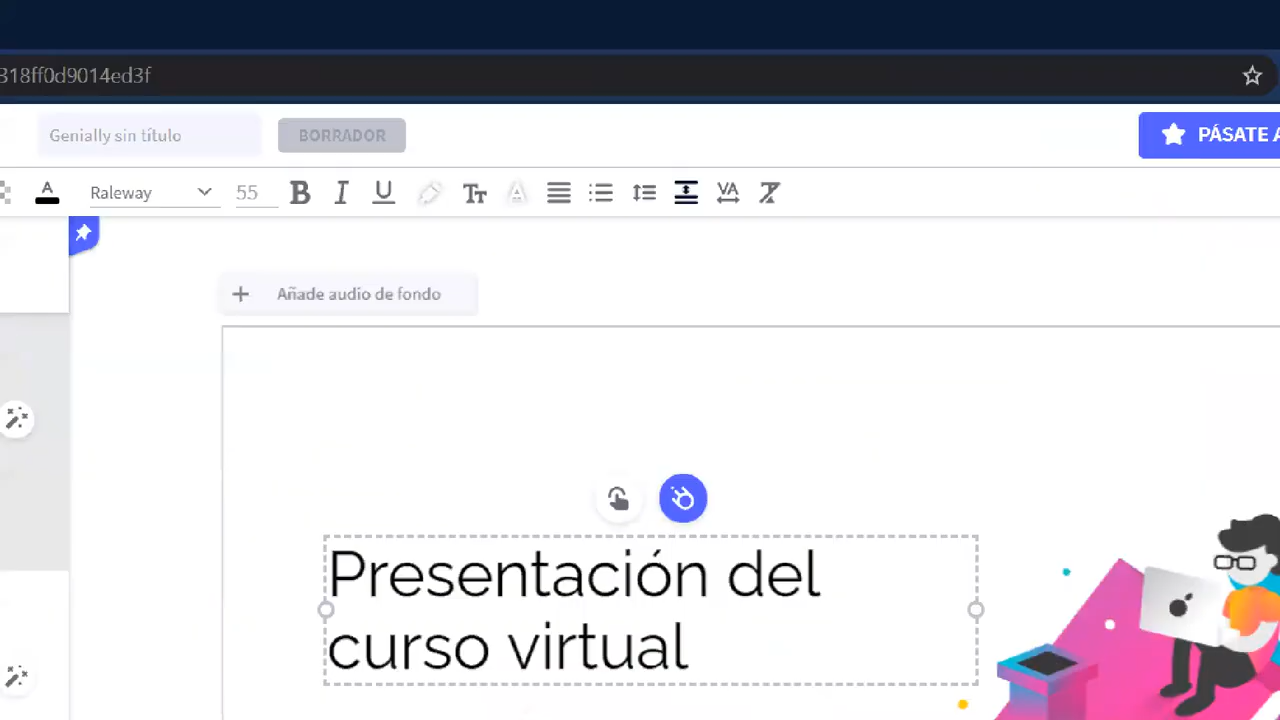 318ff0d9014ed3f
Genially sin título
BORRADOR
PÁSATE A
Raleway
55
Añade audio de fondo
Presentación del
curso virtual